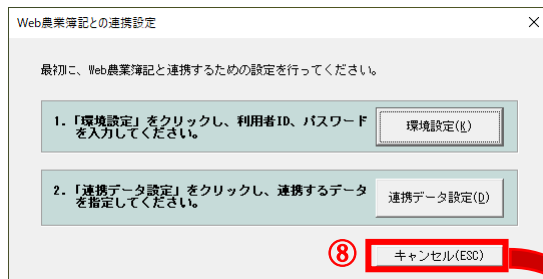 Web農業簿記との連携設定
最初に、Web農業簿記と連携するための設定を行ってください。
1.「環境設定」をクリックし、利用者ID、パスワード
を入力してください。
環境設定(K)
2.「連携データ設定」をクリックし、連携するデータ
を指定してください。
連携データ設定(D)
⑧
キャンセル(ESC)